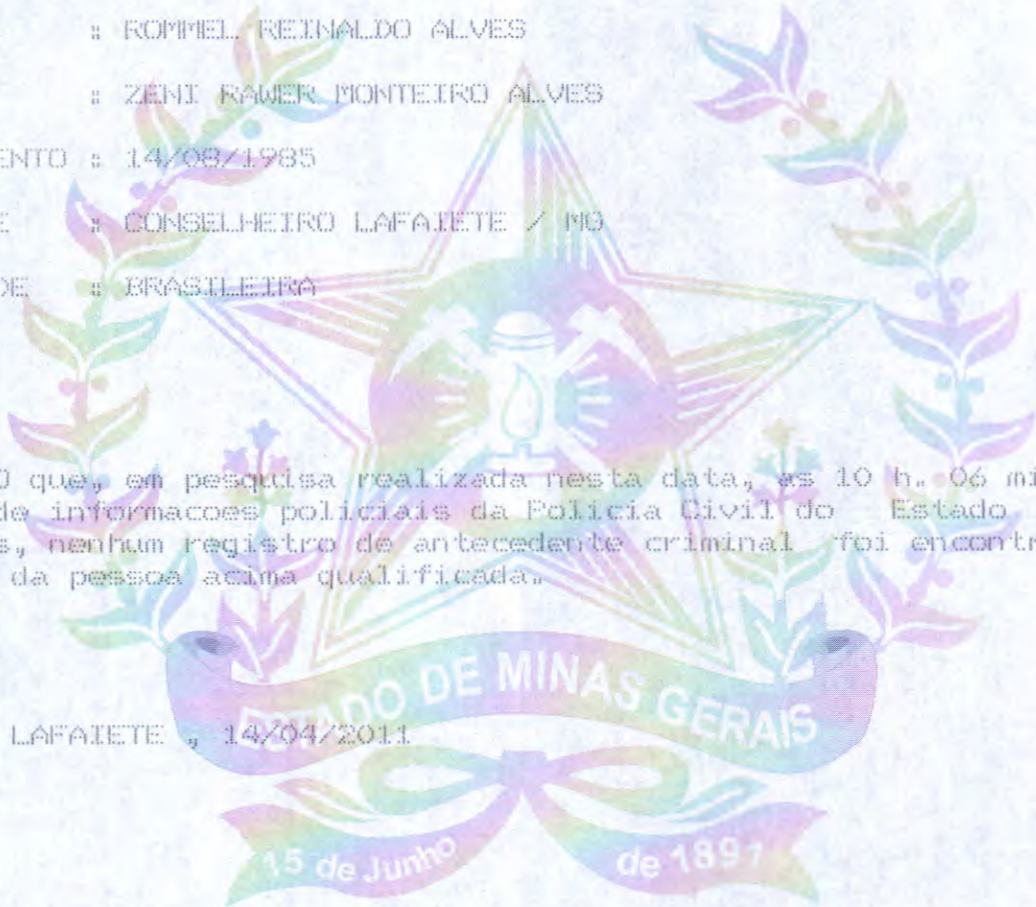 : ROMMEL REINALDO ALVES
: ZENI RAWER MONTEIRO ALVES
ENTO : 14/08/1985
E : CONSELHEIRO LAFAIETE / MG
DE : BRASILEIRA
O que, em pesquisa realizada nesta data, as 10 h. 06 mi
de informacoes policiais da Policia Civil do Estado
s, nenhum registro de antecedente criminal foi encontr
da pessoa acima qualificada.
ESTADO DE MINAS GERAIS
LAFAIETE , 14/04/2011
15 de Junho de 1891